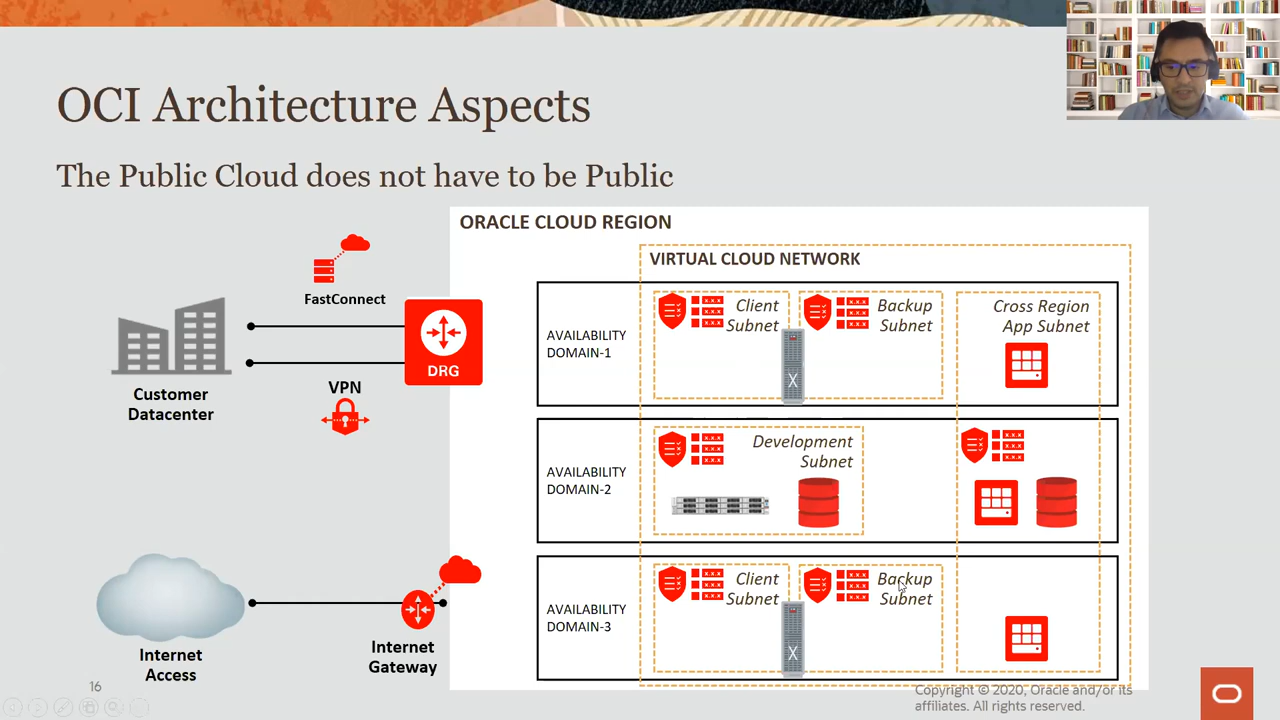 OCI Architecture Aspects
The Public Cloud does not have to be Public
ORACLE CLOUD REGION
VIRTUAL CLOUD NETWORK
FastConnect
DRG
VPN
Customer
Datacenter
AVAILABILITY
DOMAIN-1
Client
Subnet
Backup
Subnet
Cross Region
App Subnet
X
AVAILABILITY
DOMAIN-2
Development
Subnet
AVAILABILITY
DOMAIN-3
Client
Subnet
Backup
Subnet
X
Internet
Access
Internet
Gateway
16
Copyright © 2020, Oracle and/or its
affiliates. All rights reserved.